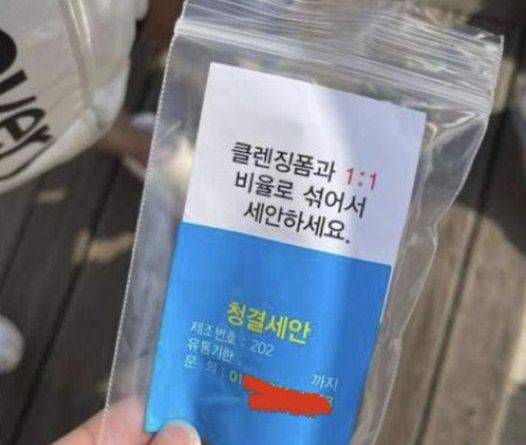 over
클렌징폼과 1:1
비율로 섞어서
세안하세요.
청결세안
제조번호 : 202
유통기한 : 까지
문 의 : 01